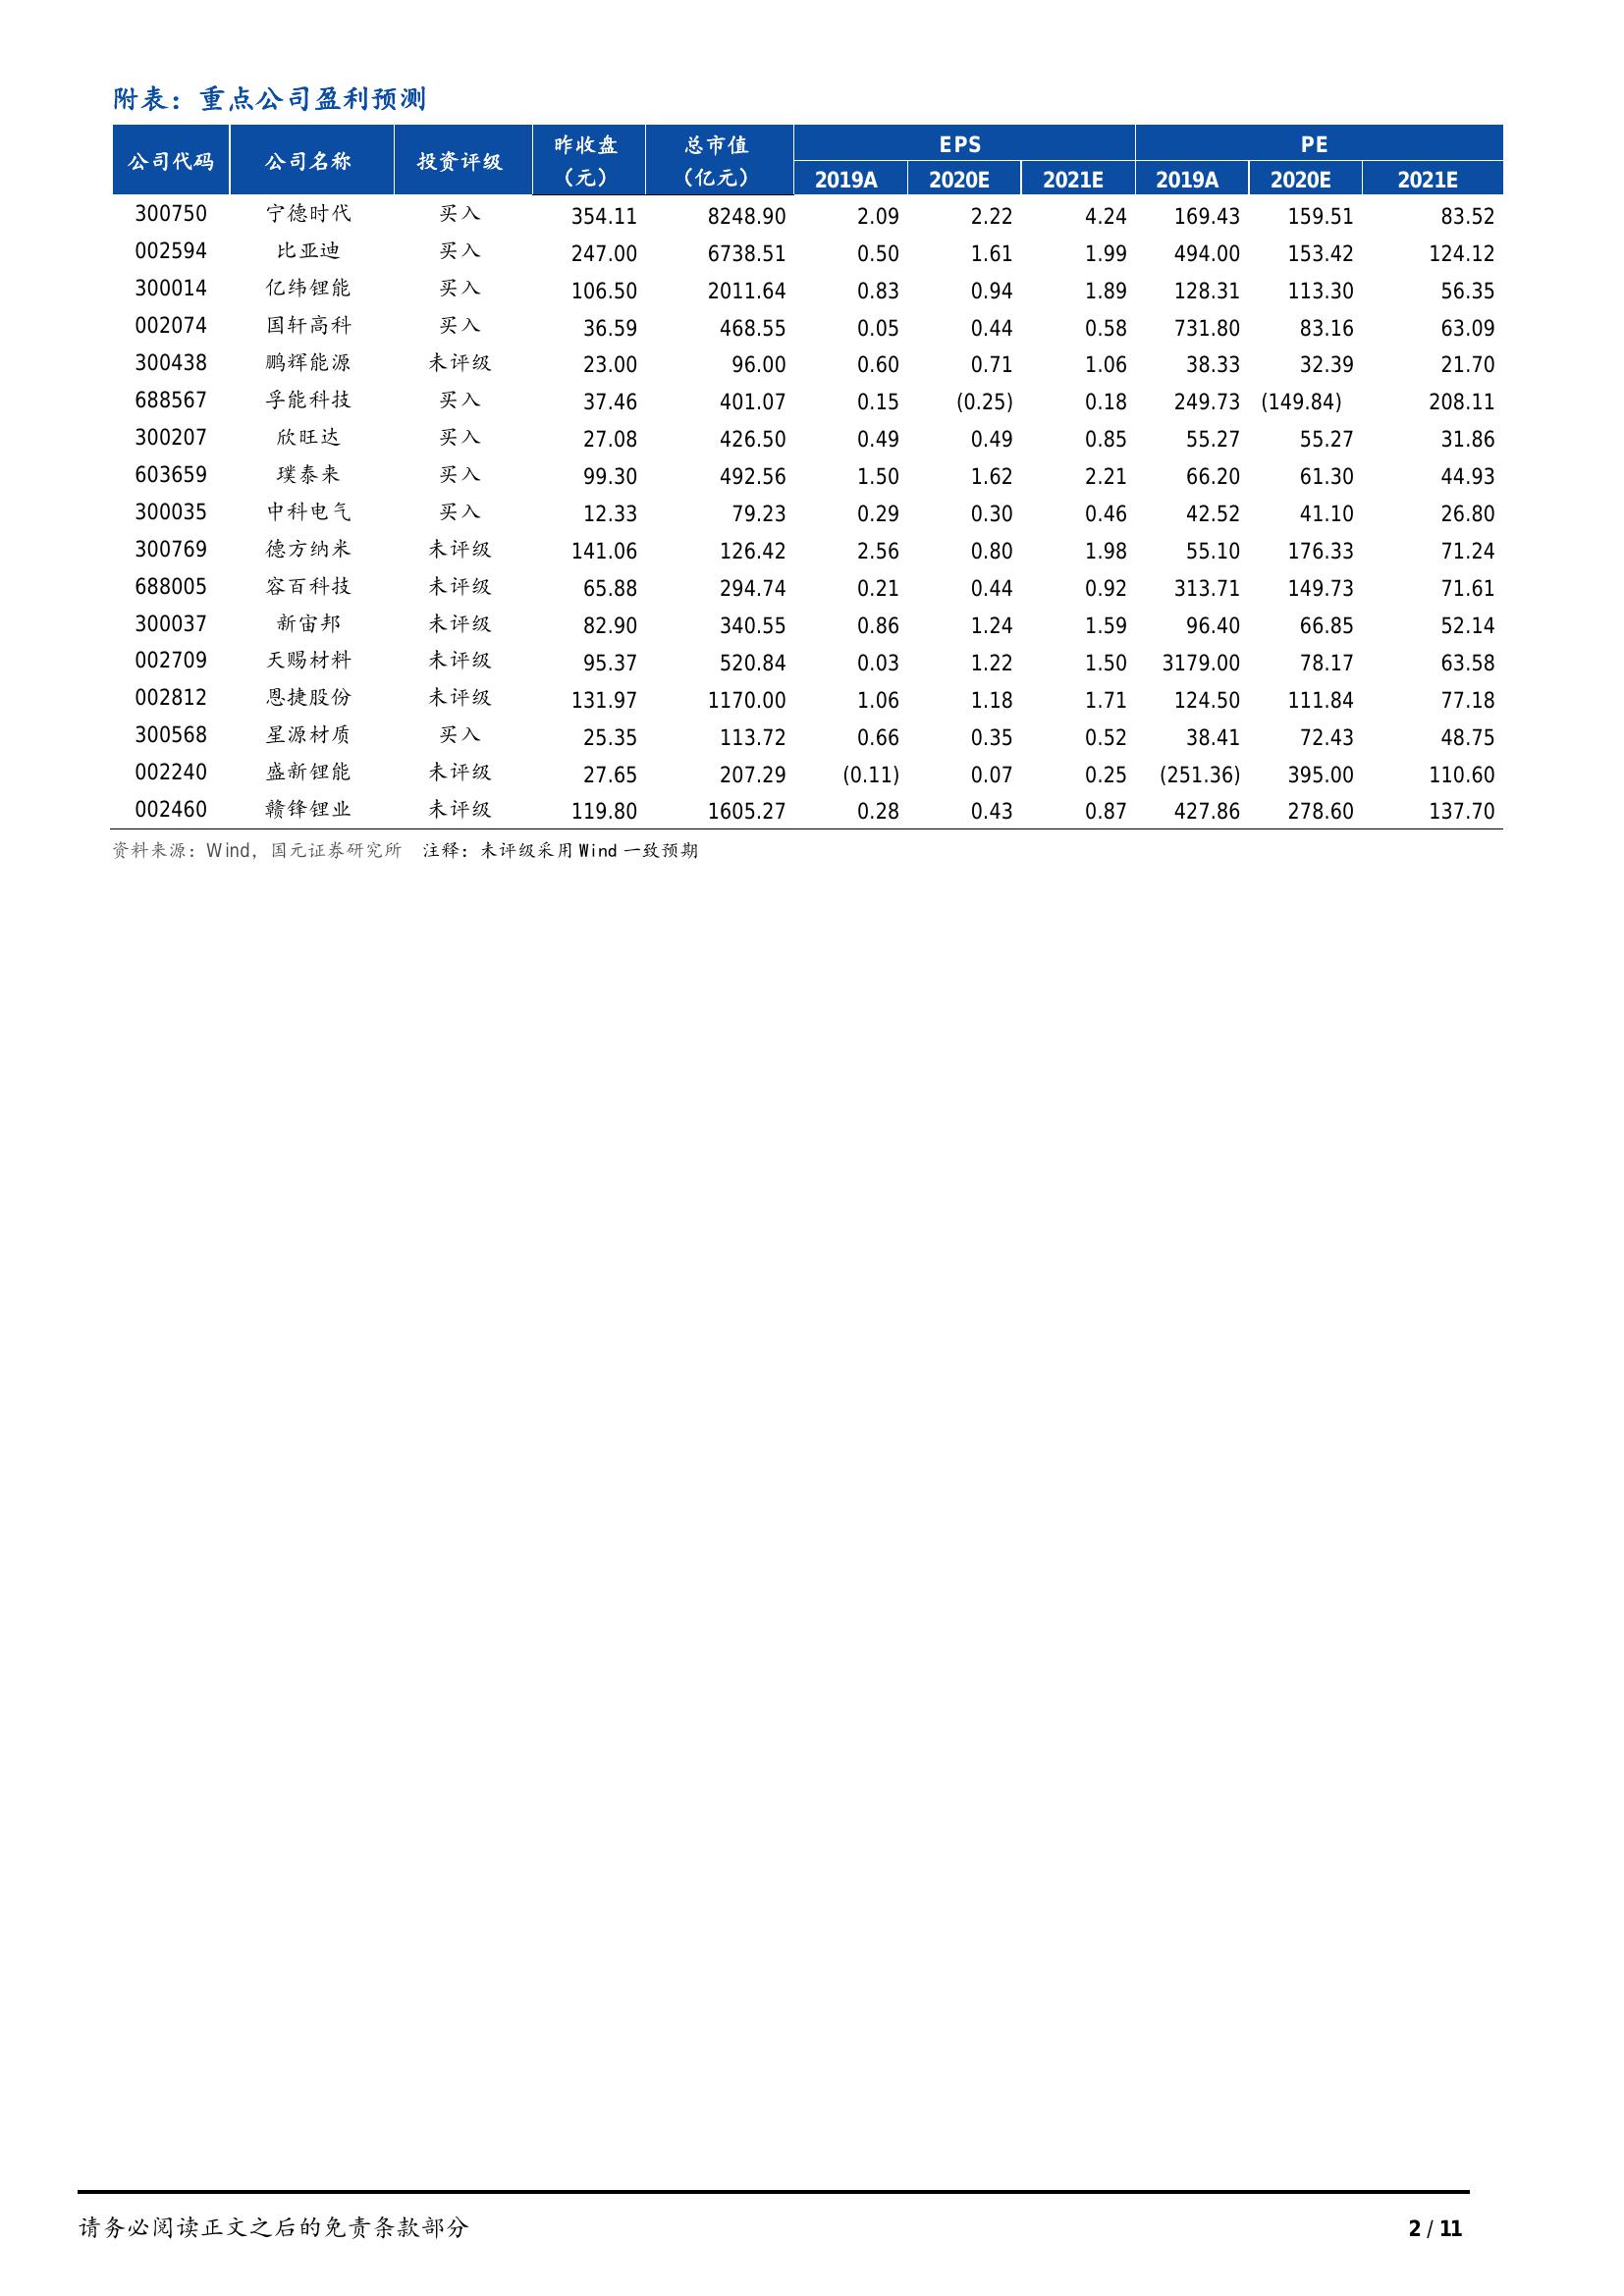 附表：重点公司盈利预测
公司代码 公司名称 投资评级 昨收盘（元） 总市值（亿元） EPS PE
2019A 2020E 2021E 2019A 2020E 2021E
300750 宁德时代 买入 354.11 8248.90 2.09 2.22 4.24 169.43 159.51 83.52
002594 比亚迪 买入 247.00 6738.51 0.50 1.61 1.99 494.00 153.42 124.12
300014 亿纬锂能 买入 106.50 2011.64 0.83 0.94 1.89 128.31 113.30 56.35
002074 国轩高科 买入 36.59 468.55 0.05 0.44 0.58 731.80 83.16 63.09
300438 鹏辉能源 未评级 23.00 96.00 0.60 0.71 1.06 38.33 32.39 21.70
688567 孚能科技 买入 37.46 401.07 0.15 (0.25) 0.18 249.73 (149.84) 208.11
300207 欣旺达 买入 27.08 426.50 0.49 0.49 0.85 55.27 55.27 31.86
603659 璞泰来 买入 99.30 492.56 1.50 1.62 2.21 66.20 61.30 44.93
300035 中科电气 买入 12.33 79.23 0.29 0.30 0.46 42.52 41.10 26.80
300769 德方纳米 未评级 141.06 126.42 2.56 0.80 1.98 55.10 176.33 71.24
688005 容百科技 未评级 65.88 294.74 0.21 0.44 0.92 313.71 149.73 71.61
300037 新宙邦 未评级 82.90 340.55 0.86 1.24 1.59 96.40 66.85 52.14
002709 天赐材料 未评级 95.37 520.84 0.03 1.22 1.50 3179.00 78.17 63.58
002812 恩捷股份 未评级 131.97 1170.00 1.06 1.18 1.71 124.50 111.84 77.18
300568 星源材质 买入 25.35 113.72 0.66 0.35 0.52 38.41 72.43 48.75
002240 盛新锂能 未评级 27.65 207.29 (0.11) 0.07 0.25 (251.36) 395.00 110.60
002460 赣锋锂业 未评级 119.80 1605.27 0.28 0.43 0.87 427.86 278.60 137.70
资料来源：Wind，国元证券研究所 注释：未评级采用 Wind 一致预期
请务必阅读正文之后的免责条款部分 2 / 11